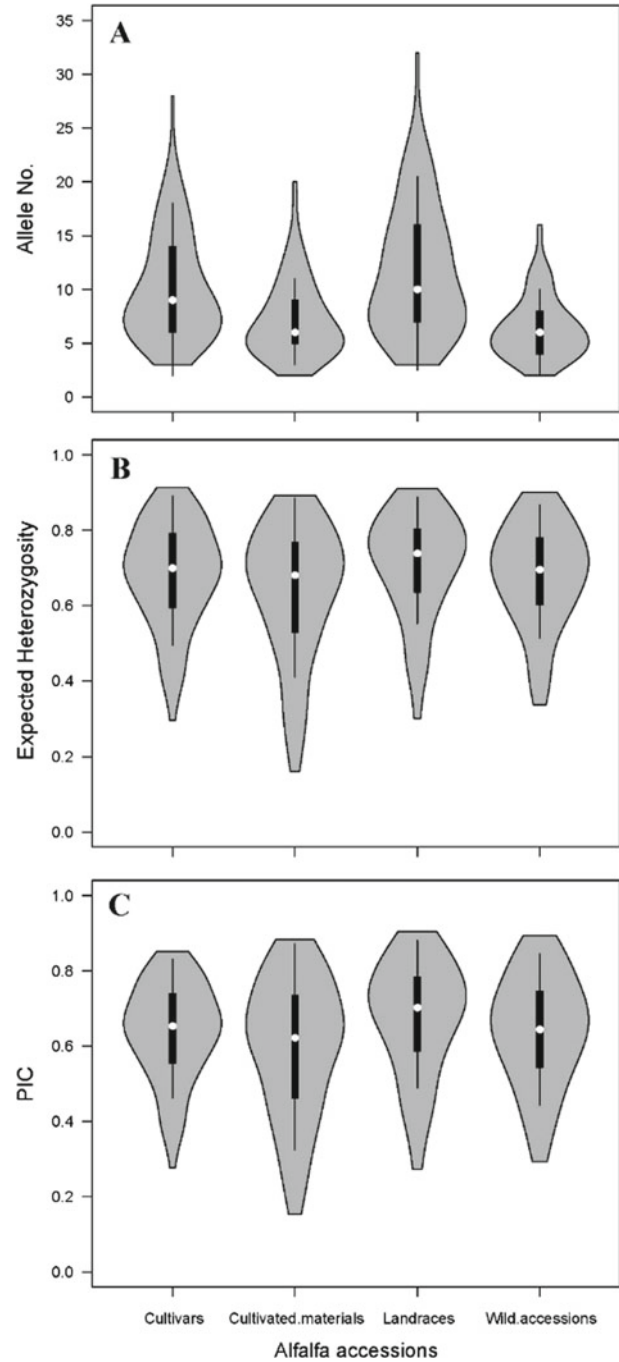 A
Allele No.
35
30
25
20
15
10
5
0
B
Expected Heterozygosity
1.0
0.8
0.6
0.4
0.2
0.0
C
PIC
1.0
0.8
0.6
0.4
0.2
0.0
Cultivars Cultivated.materials Landraces Wild.accessions
Alfalfa accessions